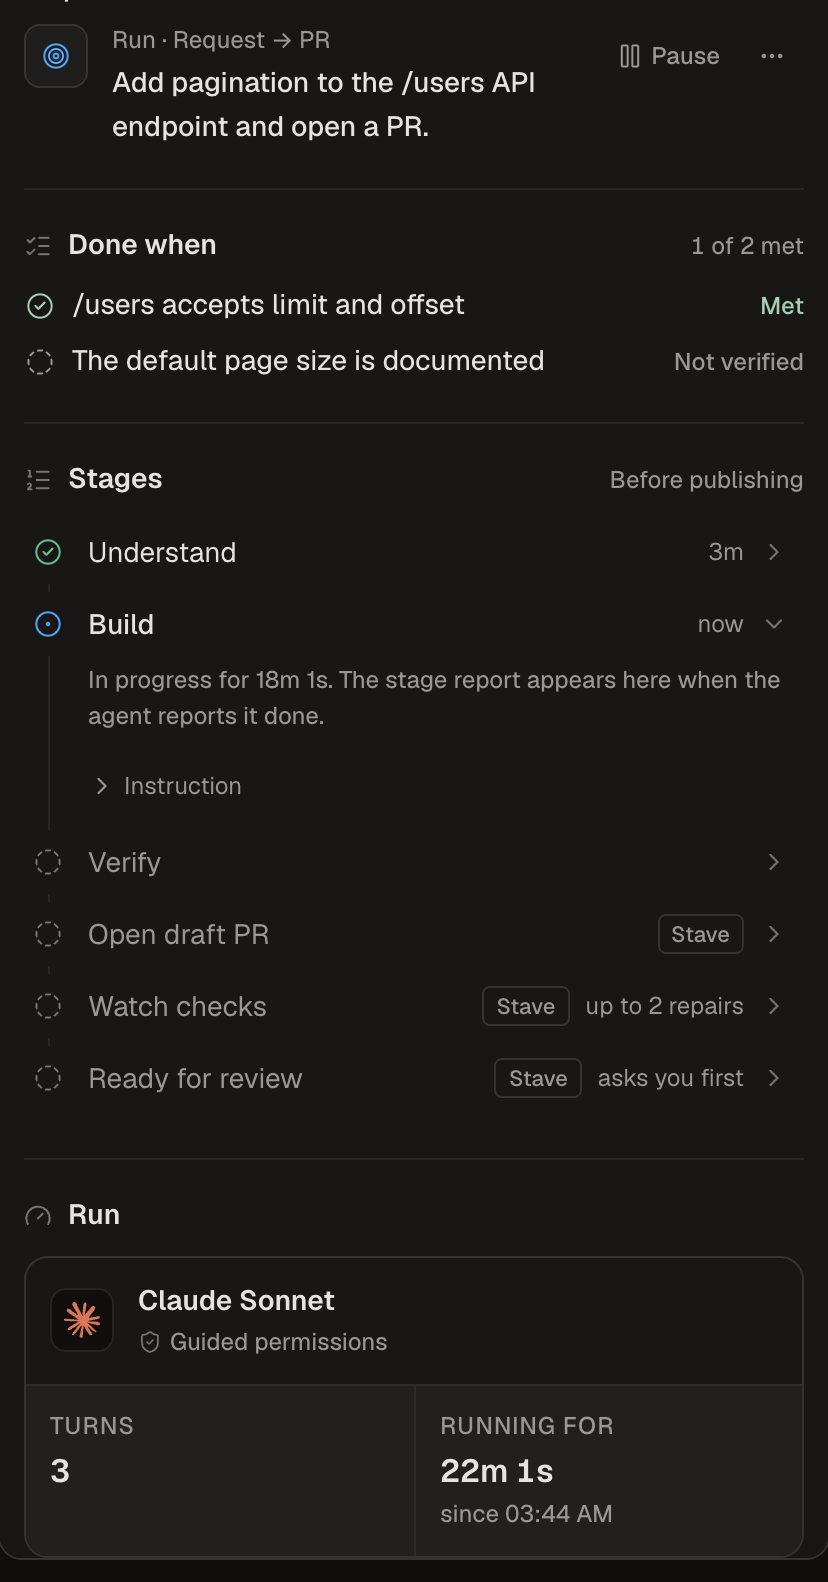 Run · Request → PR
Add pagination to the /users API
endpoint and open a PR.
Pause
Done when
1 of 2 met
/users accepts limit and offset
Met
The default page size is documented
Not verified
Stages
Before publishing
Understand
3m
Build
now
In progress for 18m 1s. The stage report appears here when the
agent reports it done.
Instruction
Verify
Open draft PR
Stave
Watch checks
Stave
up to 2 repairs
Ready for review
Stave
asks you first
Run
Claude Sonnet
Guided permissions
TURNS
3
RUNNING FOR
22m 1s
since 03:44 AM